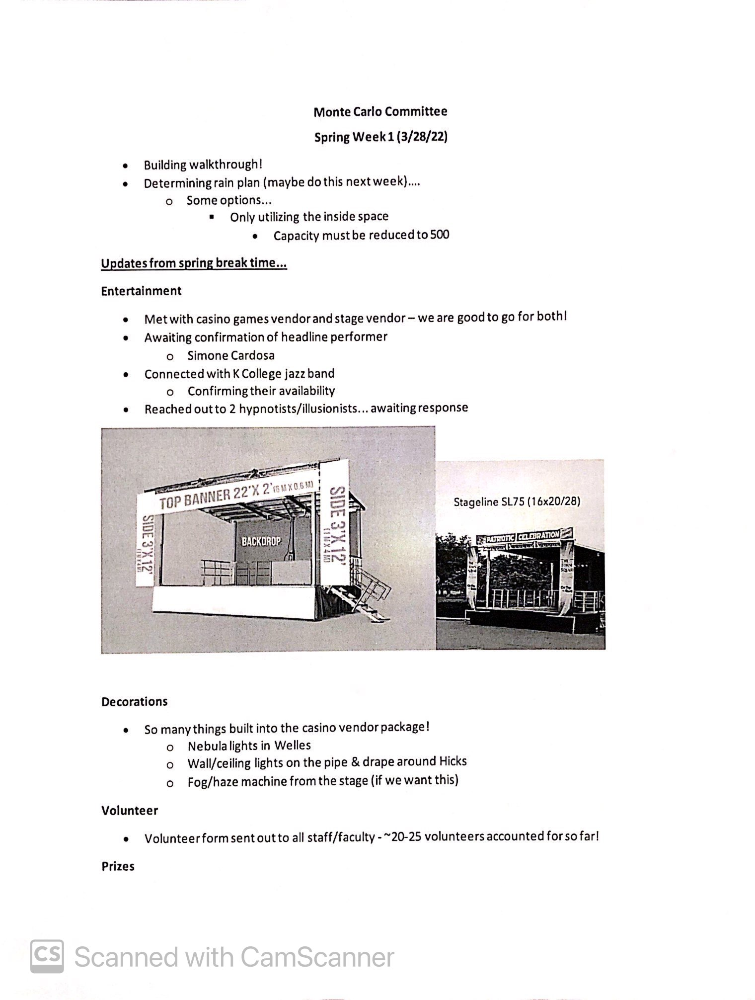 Monte Carlo Committee
Spring Week 1 (3/28/22)
• Building walkthrough!
• Determining rain plan (maybe do this next week)....
o Some options...
▪ Only utilizing the inside space
• Capacity must be reduced to 500
Updates from spring break time...
Entertainment
• Met with casino games vendor and stage vendor – we are good to go for both!
• Awaiting confirmation of headline performer
o Simone Cardosa
• Connected with K College jazz band
o Confirming their availability
• Reached out to 2 hypnotists/illusionists... awaiting response
TOP BANNER 22'X 2' (6 M X 0.6 M)
SIDE 3'X 12'
BACKDROP
SIDE 3'X 12'
(1 M X 4 M)
Stageline SL75 (16x20/28)
PATRIOTIC CELEBRATION
Decorations
• So many things built into the casino vendor package!
o Nebula lights in Welles
o Wall/ceiling lights on the pipe & drape around Hicks
o Fog/haze machine from the stage (if we want this)
Volunteer
• Volunteer form sent out to all staff/faculty - ~20-25 volunteers accounted for so far!
Prizes
CS Scanned with CamScanner